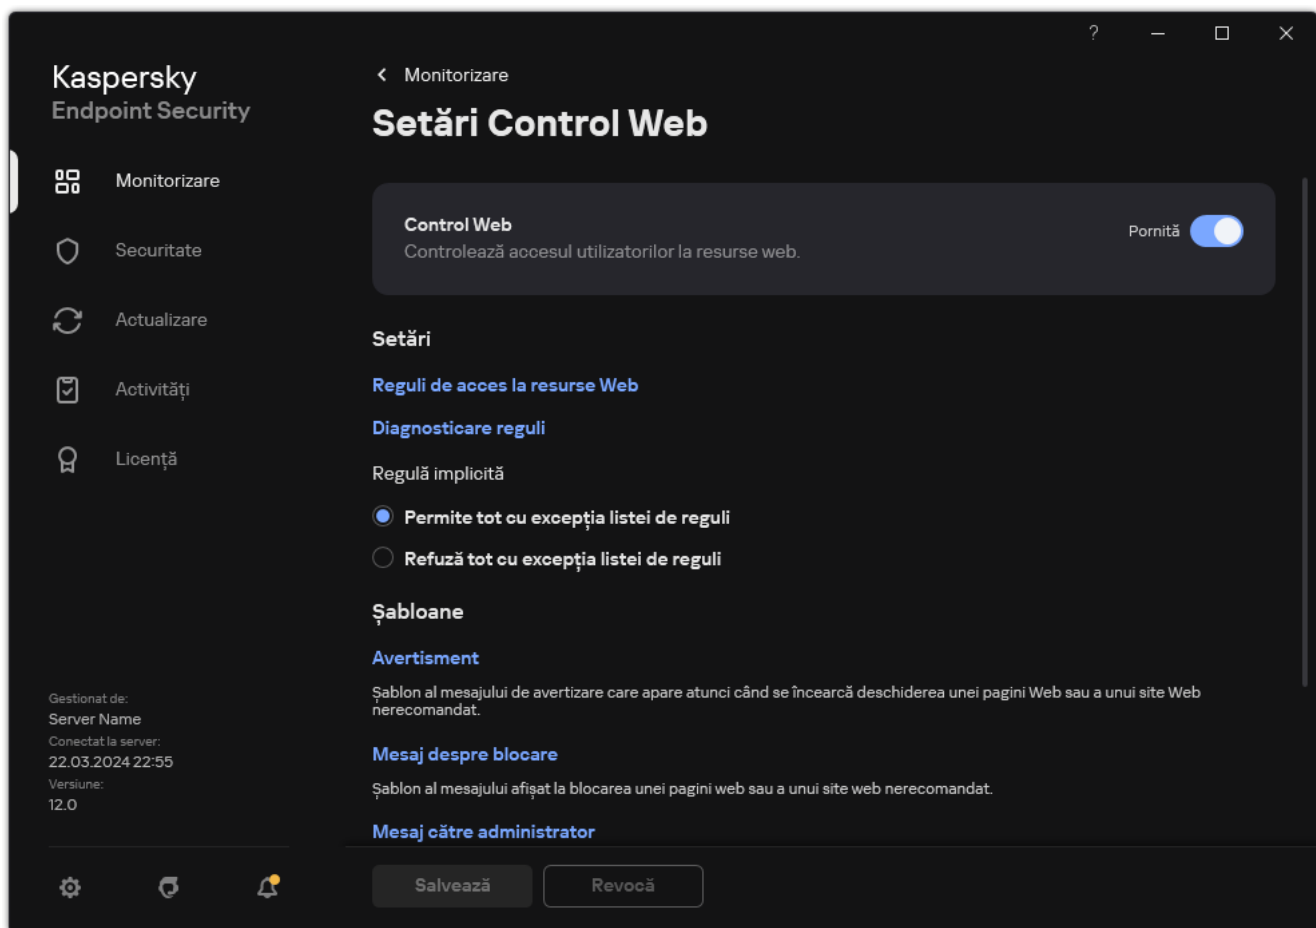 ?
Kaspersky
Endpoint Security
Monitorizare
Securitate
Actualizare
Activități
Licență
Gestionat de:
Server Name
Conectat la server:
22.03.2024 22:55
Versiune:
12.0
Monitorizare
Setări Control Web
Control Web
Controlează accesul utilizatorilor la resurse web.
Pornită
Setări
Reguli de acces la resurse Web
Diagnosticare reguli
Regulă implicită
Permite tot cu excepția listei de reguli
Refuză tot cu excepția listei de reguli
Șabloane
Avertisment
Șablon al mesajului de avertizare care apare atunci când se încearcă deschiderea unei pagini Web sau a unui site Web
nerecomandat.
Mesaj despre blocare
Șablon al mesajului afișat la blocarea unei pagini web sau a unui site web nerecomandat.
Mesaj către administrator
Salvează
Revocă